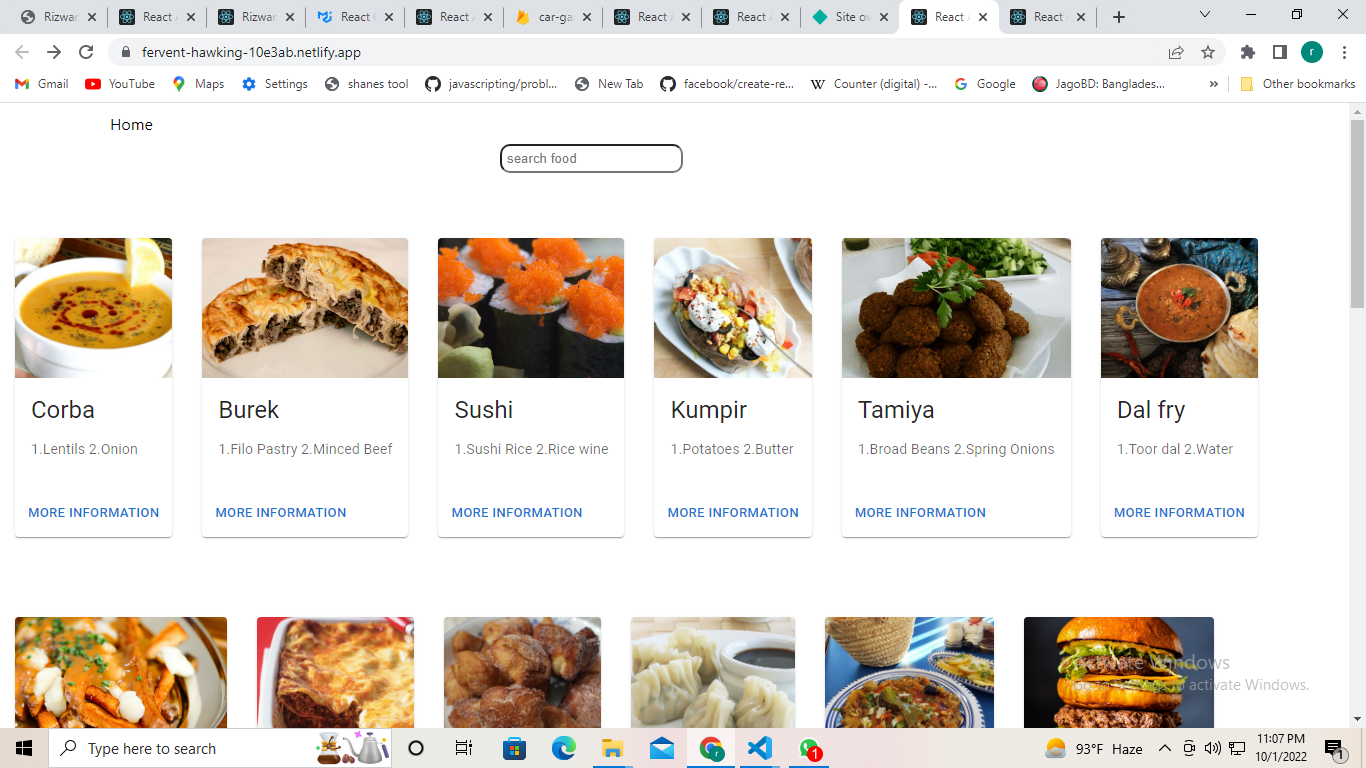 Rizwan
React A
Rizwan
React C
React A
car-ga
React A
React A
Site ov
React A
React A
fervent-hawking-10e3ab.netlify.app
r
Gmail
YouTube
Maps
Settings
shanes tool
javascripting/probl...
New Tab
facebook/create-re...
Counter (digital) -...
Google
JagoBD: Banglades...
»
Other bookmarks
Home
search food
Corba
Burek
Sushi
Kumpir
Tamiya
Dal fry
1.Lentils 2.Onion
1.Filo Pastry 2.Minced Beef
1.Sushi Rice 2.Rice wine
1.Potatoes 2.Butter
1.Broad Beans 2.Spring Onions
1.Toor dal 2.Water
MORE INFORMATION
MORE INFORMATION
MORE INFORMATION
MORE INFORMATION
MORE INFORMATION
MORE INFORMATION
Activate Windows
Go to Settings to activate Windows.
Type here to search
r
1
93°F Haze
11:07 PM
10/1/2022
1